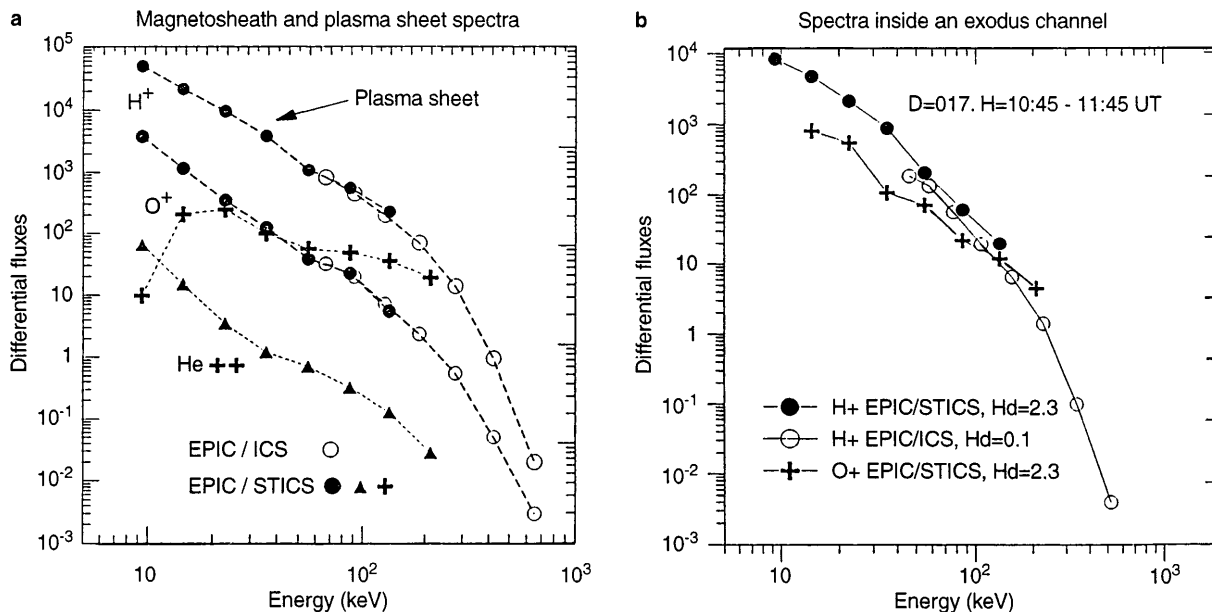 a
Magnetosheath and plasma sheet spectra
10^5
10^4
10^3
10^2
10
1
10^-1
10^-2
10^-3
Differential fluxes
H^+
Plasma sheet
O^+
He ++
EPIC / ICS
EPIC / STICS
10
10^2
10^3
Energy (keV)
b
Spectra inside an exodus channel
10^4
10^3
10^2
10
1
10^-1
10^-2
10^-3
Differential fluxes
D=017. H=10:45 - 11:45 UT
H+ EPIC/STICS, Hd=2.3
H+ EPIC/ICS, Hd=0.1
O+ EPIC/STICS, Hd=2.3
10
10^2
10^3
Energy (keV)